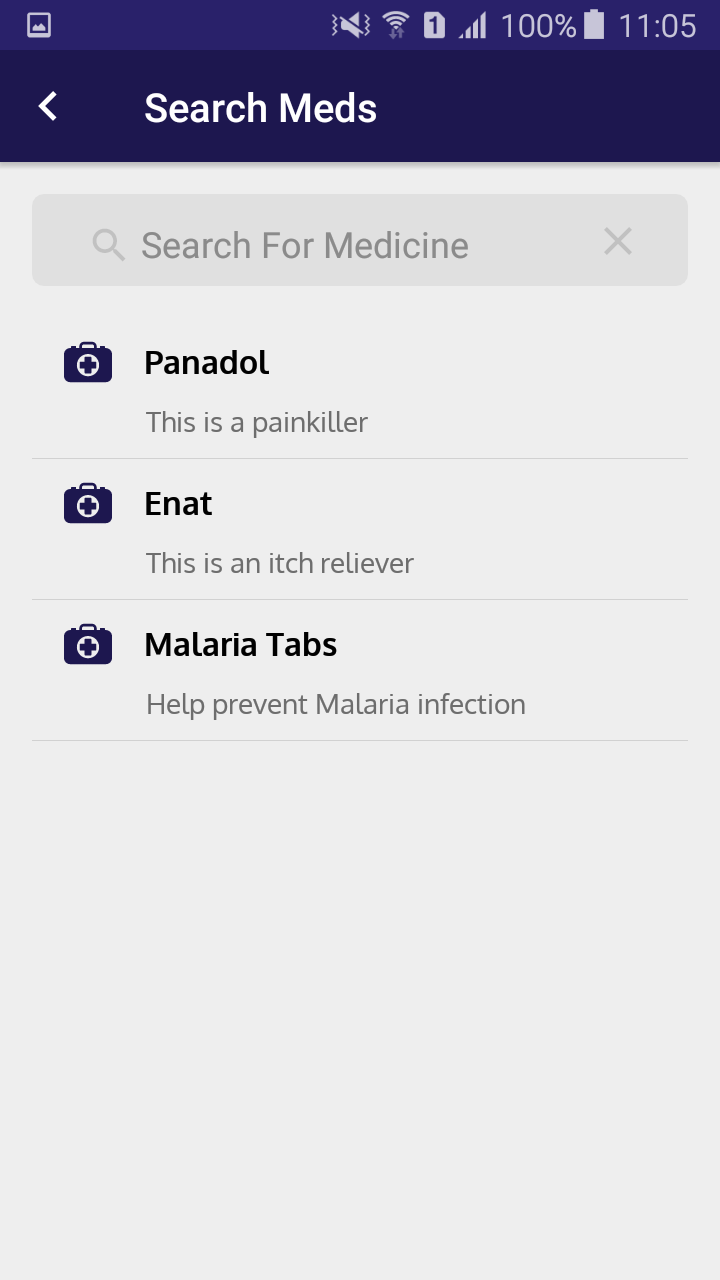 1 100% 11:05
Search Meds
Search For Medicine
Panadol
This is a painkiller
Enat
This is an itch reliever
Malaria Tabs
Help prevent Malaria infection